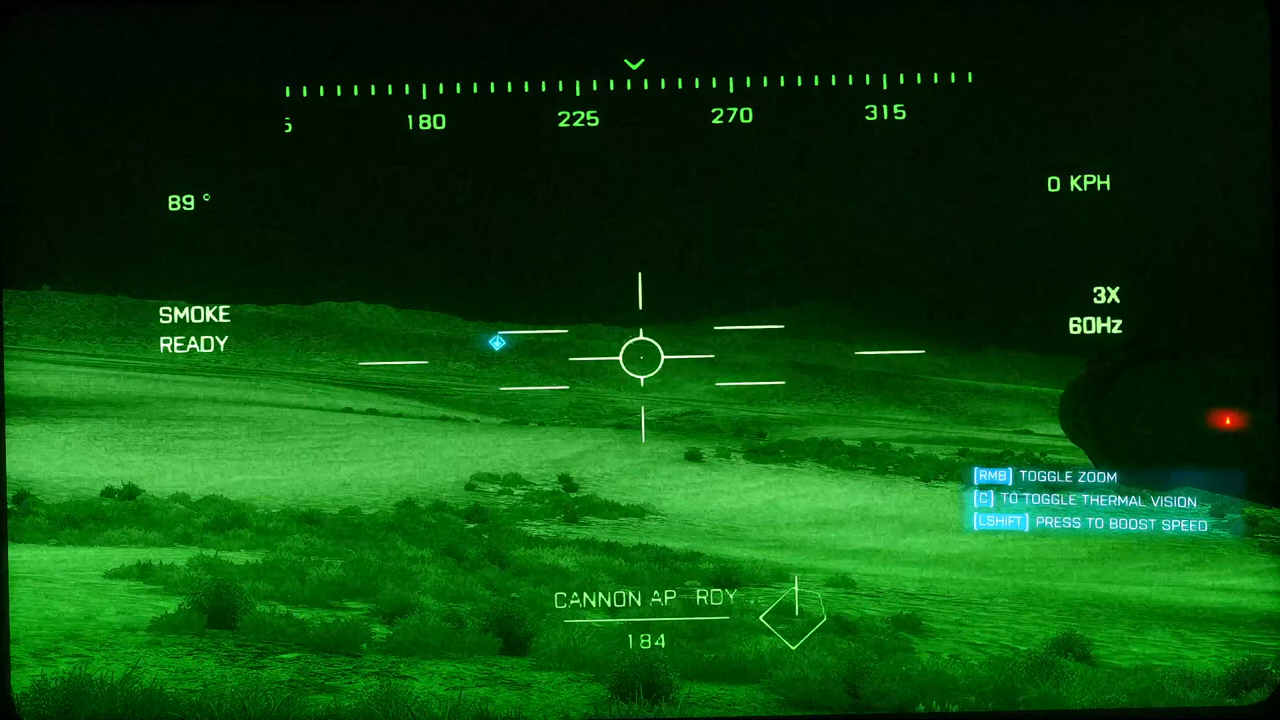 180 225 270 315
89 °
0 KPH
SMOKE
READY
3X
60Hz
[RMB] TOGGLE ZOOM
[C] TO TOGGLE THERMAL VISION
[LSHIFT] PRESS TO BOOST SPEED
CANNON AP RDY
184